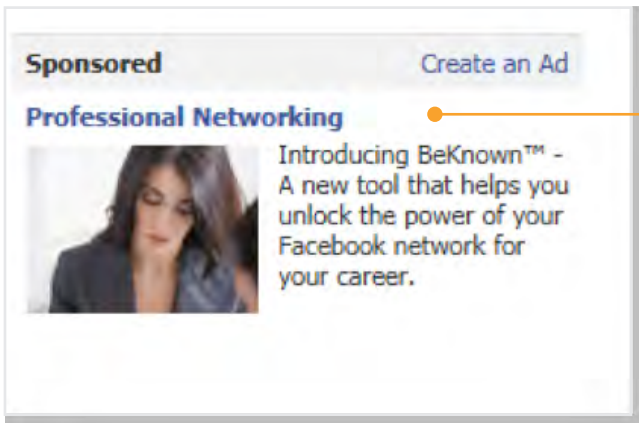 Sponsored Create an Ad
Professional Networking
Introducing BeKnown™ -
A new tool that helps you
unlock the power of your
Facebook network for
your career.